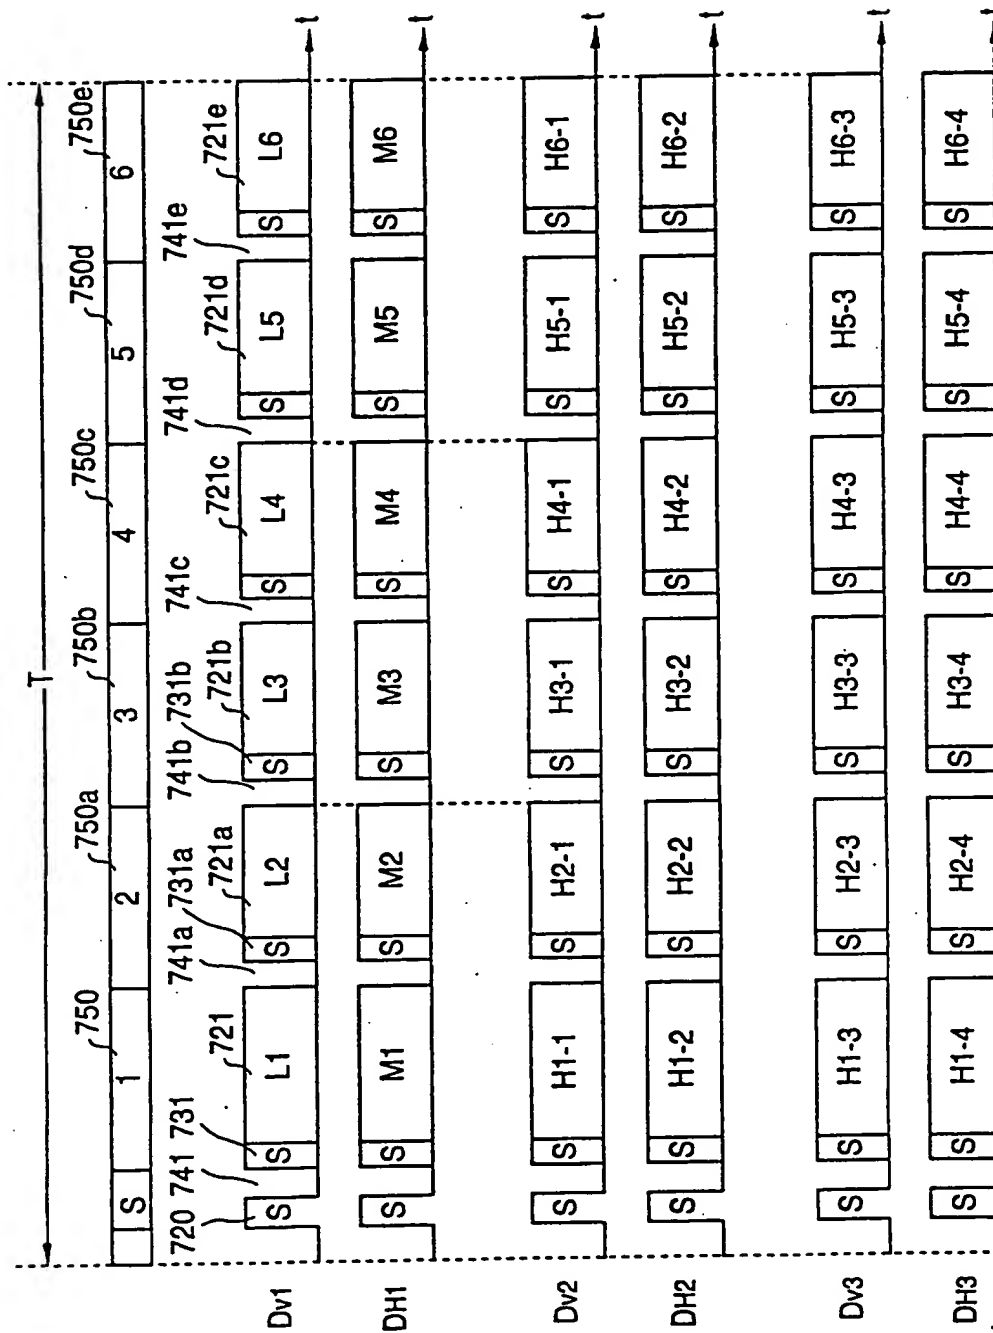 T
750 750a 750b 750c 750d 750e
S 1 2 3 4 5 6
720 741 731 741a 731a 721a 741b 731b 721b 741c 721c 741d 721d 741e 721e
721
Dv1 S S L1 S L2 S L3 S L4 S L5 S L6 t
DH1 S S M1 S M2 S M3 S M4 S M5 S M6 t
Dv2 S S H1-1 S H2-1 S H3-1 S H4-1 S H5-1 S H6-1 t
DH2 S S H1-2 S H2-2 S H3-2 S H4-2 S H5-2 S H6-2 t
Dv3 S S H1-3 S H2-3 S H3-3 S H4-3 S H5-3 S H6-3 t
DH3 S S H1-4 S H2-4 S H3-4 S H4-4 S H5-4 S H6-4 t